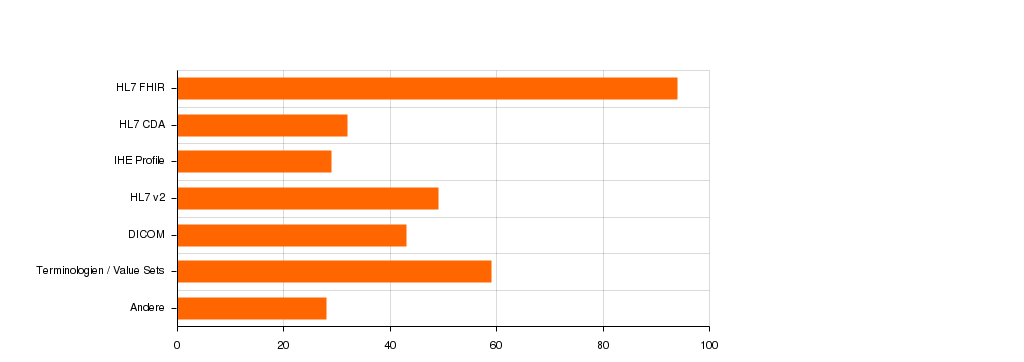 HL7 FHIR
HL7 CDA
IHE Profile
HL7 v2
DICOM
Terminologien / Value Sets
Andere
0 20 40 60 80 100